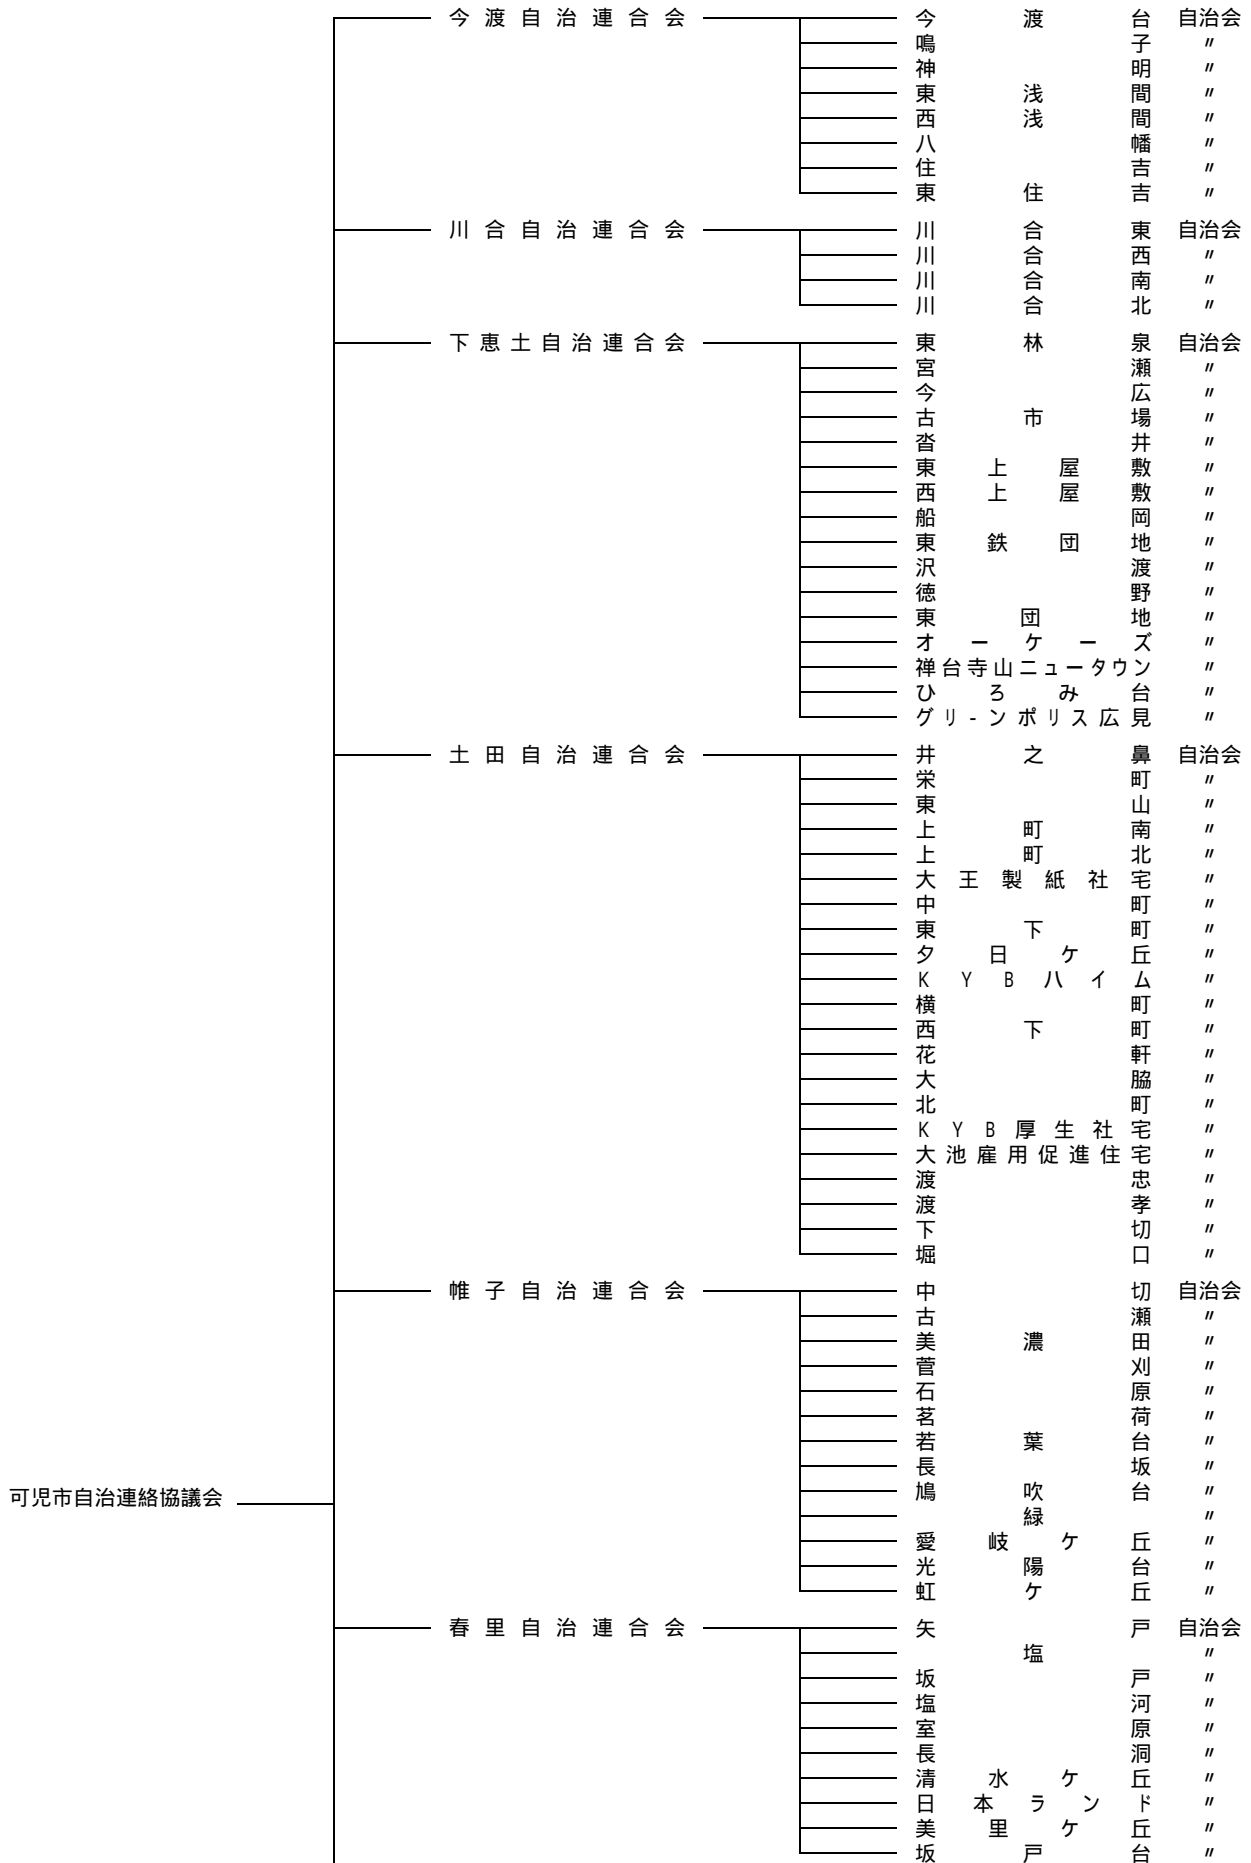 今渡自治連合会 今渡台 自治会
鳴子 〃
神明 〃
東浅間 〃
西浅間 〃
八幡 〃
住吉 〃
東住吉 〃
川合自治連合会 川合東 自治会
川合西 〃
川合南 〃
川合北 〃
下恵土自治連合会 東林泉 自治会
宮瀬 〃
今広 〃
古市場 〃
沓井 〃
東上屋敷 〃
西上屋敷 〃
船岡 〃
東鉄団地 〃
沢渡 〃
徳野 〃
東団地 〃
オーケーズ 〃
禅台寺山ニュータウン 〃
ひろみ台 〃
グリ-ンポリス広見 〃
土田自治連合会 井之鼻 自治会
栄町 〃
東山 〃
上町南 〃
上町北 〃
大王製紙社宅 〃
中町 〃
東下町 〃
夕日ケ丘 〃
KYBハイム 〃
横町 〃
西下町 〃
花軒 〃
大脇 〃
北町 〃
KYB厚生社宅 〃
大池雇用促進住宅 〃
渡忠 〃
渡孝 〃
下切 〃
堀口 〃
帷子自治連合会 中切 自治会
古瀬 〃
美濃田 〃
菅刈 〃
石原 〃
茗荷 〃
若葉台 〃
長坂 〃
可児市自治連絡協議会 鳩吹台 〃
緑 〃
愛岐ケ丘 〃
光陽台 〃
虹ケ丘 〃
春里自治連合会 矢戸 自治会
塩 〃
坂戸 〃
塩河 〃
室原 〃
長洞 〃
清水ケ丘 〃
日本ランド 〃
美里ケ丘 〃
坂戸台 〃